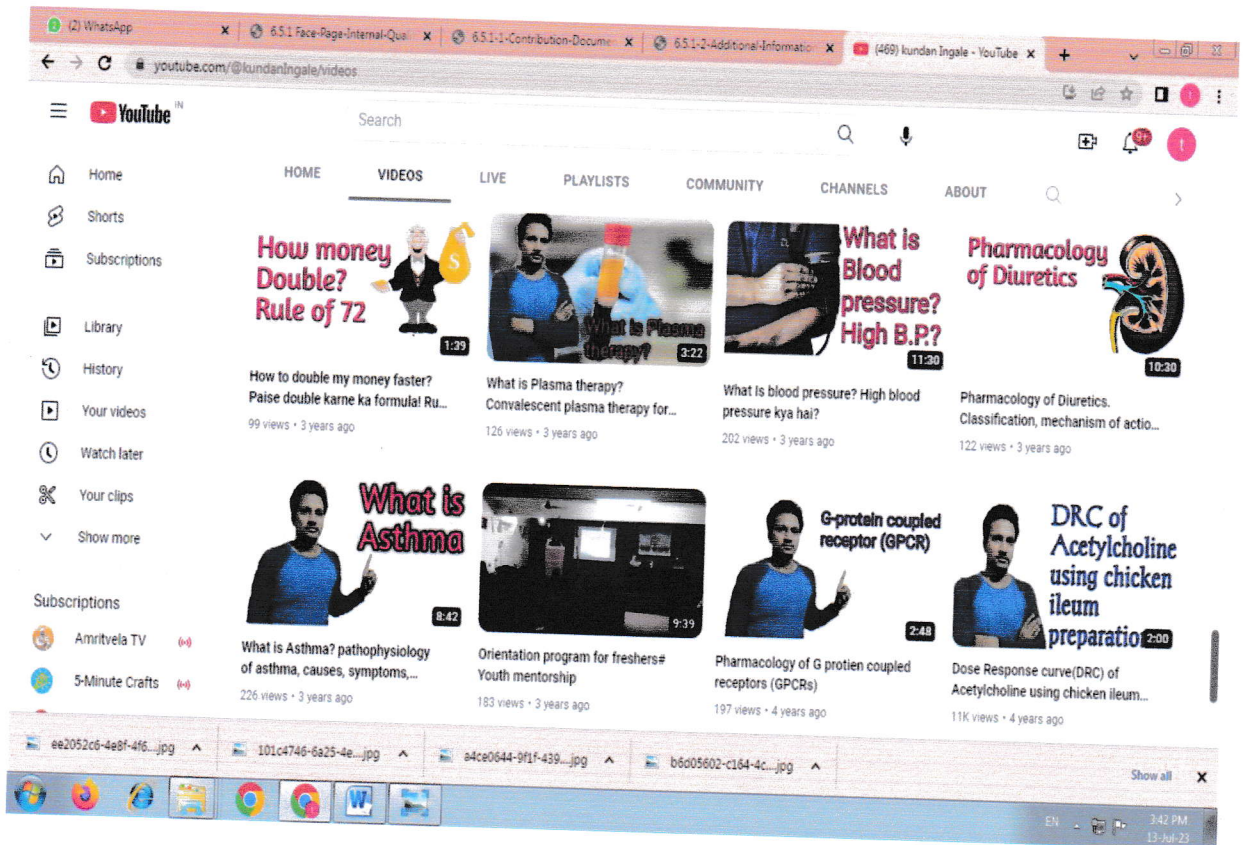 (2) WhatsApp
6.5.1 Face-Page-Internal-Quali
6.5.1-1-Contribution-Docume
6.5.1-2-Additional-Informatio
(469) kundan Ingale - YouTube
youtube.com/@kundanIngale/videos
YouTube IN
Search
9+
t
Home
Shorts
Subscriptions
Library
History
Your videos
Watch later
Your clips
Show more
Subscriptions
Amritvela TV
5-Minute Crafts
HOME VIDEOS LIVE PLAYLISTS COMMUNITY CHANNELS ABOUT
How money
Double?
Rule of 72
1:39
How to double my money faster?
Paise double karne ka formula! Ru...
99 views • 3 years ago
What is Plasma
therapy?
3:22
What is Plasma therapy?
Convalescent plasma therapy for...
126 views • 3 years ago
What is
Blood
pressure?
High B.P.?
11:30
What Is blood pressure? High blood
pressure kya hai?
202 views • 3 years ago
Pharmacology
of Diuretics
10:30
Pharmacology of Diuretics.
Classification, mechanism of actio...
122 views • 3 years ago
What is
Asthma
8:42
What is Asthma? pathophysiology
of asthma, causes, symptoms,...
226 views • 3 years ago
9:39
Orientation program for freshers#
Youth mentorship
183 views • 3 years ago
G-protein coupled
receptor (GPCR)
2:48
Pharmacology of G protien coupled
receptors (GPCRs)
197 views • 4 years ago
DRC of
Acetylcholine
using chicken
ileum
preparatio
2:00
Dose Response curve(DRC) of
Acetylcholine using chicken ileum...
11K views • 4 years ago
ee2052c6-4e8f-4f6....jpg
101c4746-6a25-4e....jpg
a4ce0644-9f1f-439....jpg
b6d05602-c164-4c....jpg
Show all
EN
3:42 PM
13-Jul-23